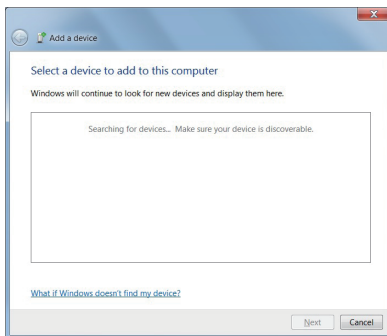 Add a device
Select a device to add to this computer
Windows will continue to look for new devices and display them here.
Searching for devices... Make sure your device is discoverable.
What if Windows doesn't find my device?
Next Cancel